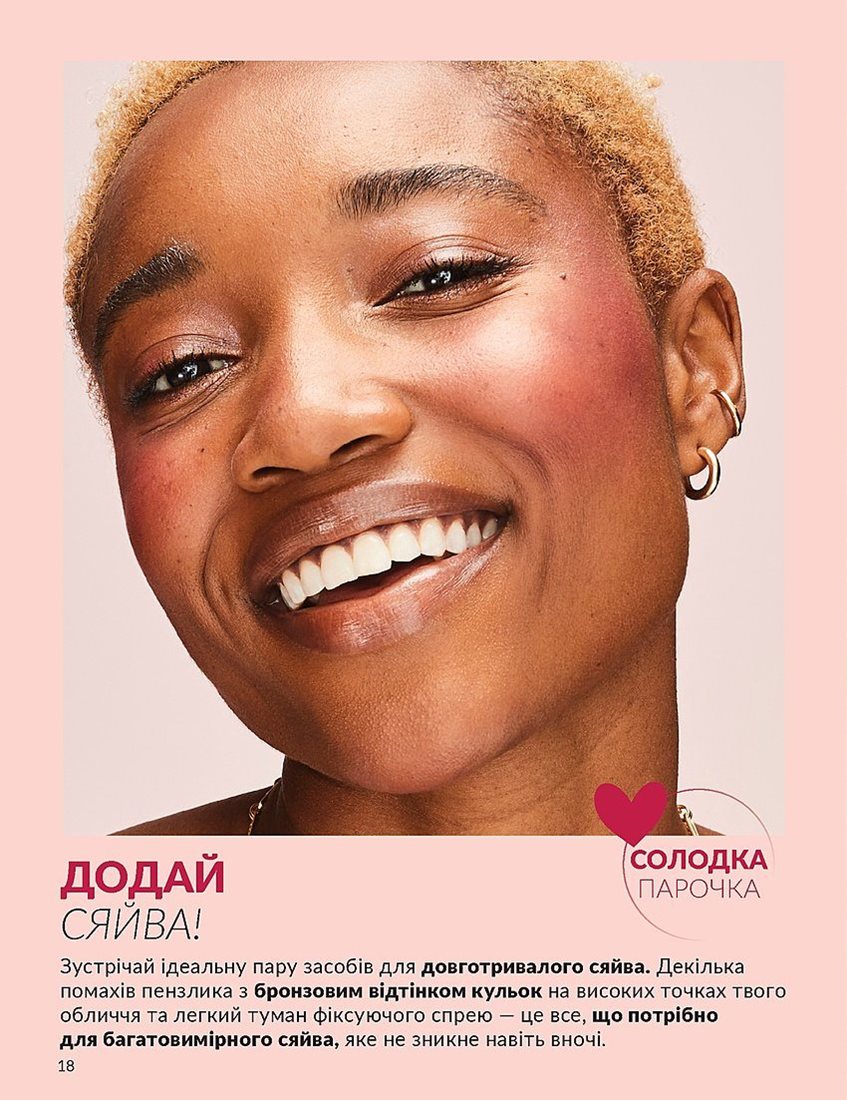 СОЛОДКА
ПАРОЧКА
ДОДАЙ
СЯЙВА!
Зустрічай ідеальну пару засобів для довготривалого сяйва. Декілька
помахів пензлика з бронзовим відтінком кульок на високих точках твого
обличчя та легкий туман фіксуючого спрею — це все, що потрібно
для багатовимірного сяйва, яке не зникне навіть вночі.
18